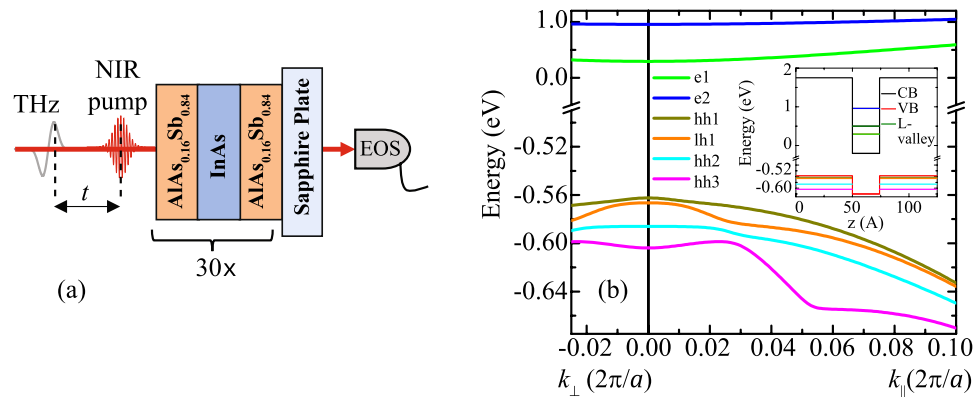 THz
NIR
pump
t
AlAs0.16Sb0.84
InAs
AlAs0.16Sb0.84
Sapphire Plate
EOS
30x
(a)
Energy (eV)
1.0
0.0
-0.52
-0.56
-0.60
-0.64
e1
e2
hh1
lh1
hh2
hh3
(b)
-0.02 0.00 0.02 0.04 0.06 0.08 0.10
k⊥ (2π/a)
k∥(2π/a)
Energy (eV)
2
1
0
-0.52
-0.60
CB
VB
L-
valley
0 50 100
z (A)